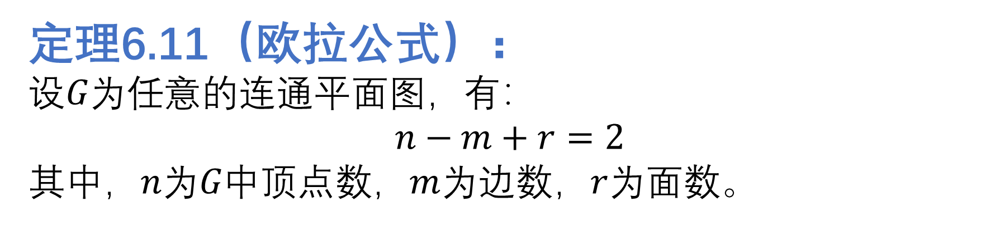 定理6.11（欧拉公式）：
设G为任意的连通平面图，有：
n − m + r = 2
其中，n为G中顶点数，m为边数，r为面数。